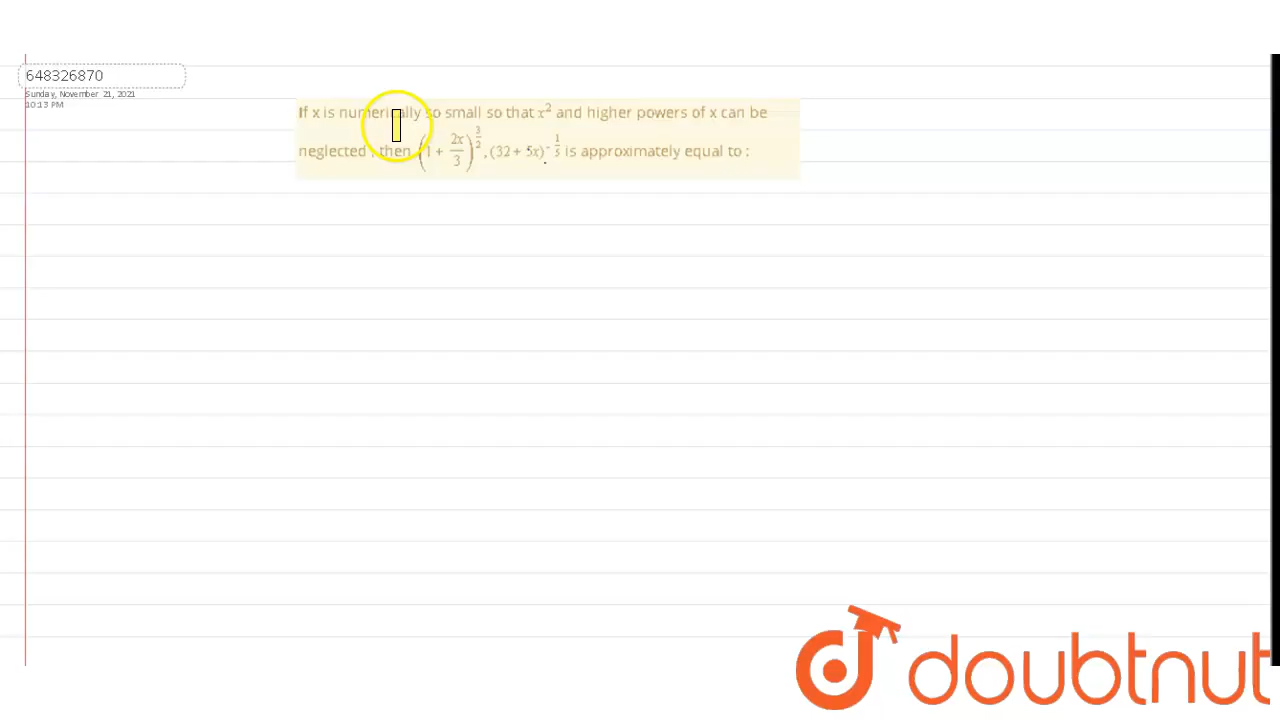 648326870
Sunday, November 21, 2021
10:13 PM
If x is numerically so small so that x² and higher powers of x can be
neglected , then (1 + 2x/3)^(3/2) , (32 + 5x)^(- 1/5) is approximately equal to :
doubtnut